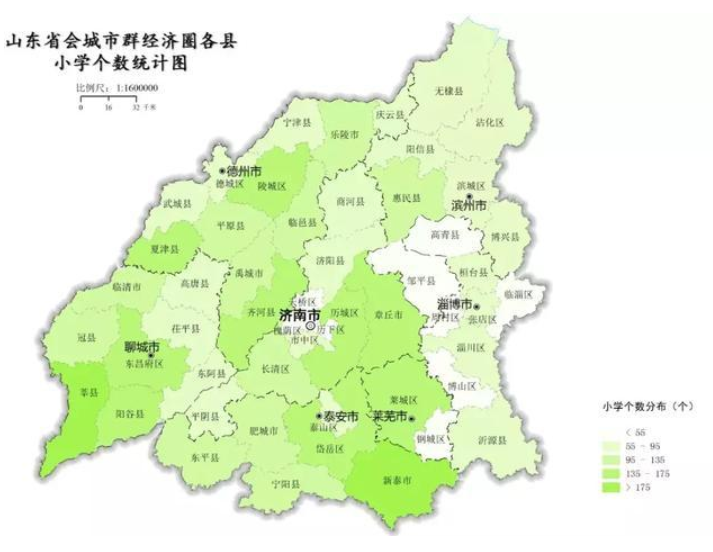 山东省会城市群经济圈各县
小学个数统计图
比例尺：1:1600000
0 16 32 千米
无棣县
庆云县
沾化区
宁津县
乐陵市
阳信县
德州市
德城区
陵城区
滨城区
滨州市
商河县
惠民县
武城县
平原县
临邑县
高青县
博兴县
夏津县
济阳县
禹城市
桓台县
临清市
高唐县
邹平县
临淄区
天桥区
淄博市
齐河县
济南市
历城区
章丘市
周村区
张店区
茌平县
槐荫区
历下区
冠县
市中区
聊城市
淄川区
东昌府区
长清区
东阿县
博山区
莘县
莱城区
阳谷县
平阴县
泰安市
莱芜市
肥城市
泰山区
钢城区
沂源县
东平县
岱岳区
宁阳县
新泰市
小学个数分布（个）
< 55
55 - 95
95 - 135
135 - 175
> 175